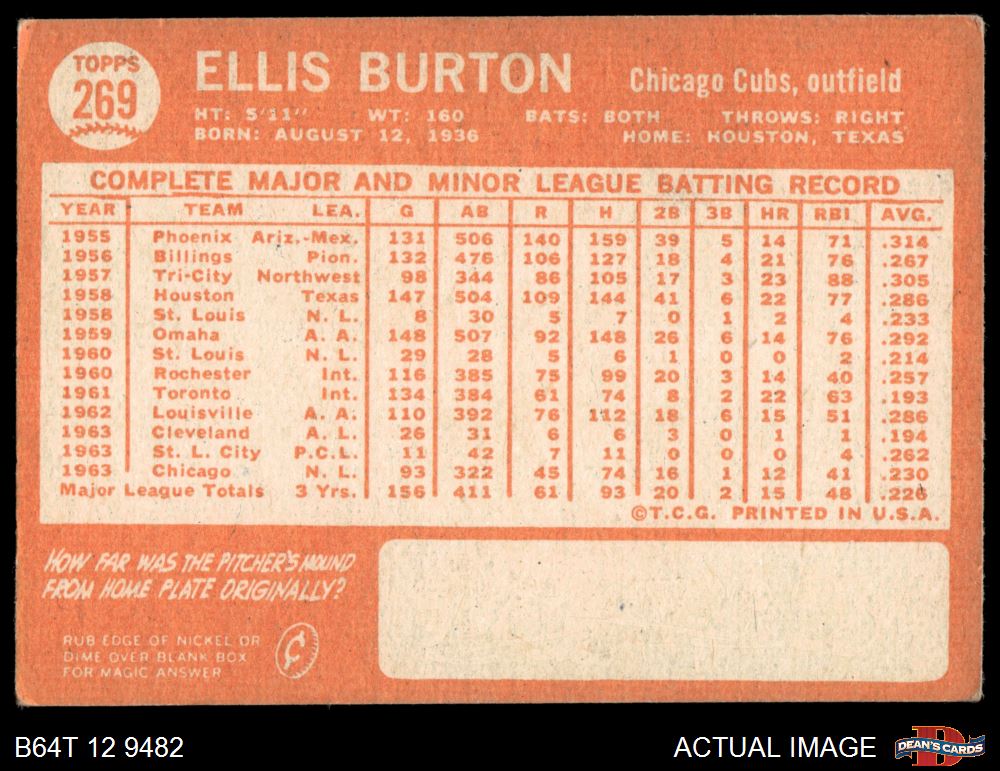 TOPPS
269
ELLIS BURTON Chicago Cubs, outfield
HT: 5'11" WT: 160 BATS: BOTH THROWS: RIGHT
BORN: AUGUST 12, 1936 HOME: HOUSTON, TEXAS
COMPLETE MAJOR AND MINOR LEAGUE BATTING RECORD
YEAR TEAM LEA. G AB R H 2B 3B HR RBI AVG.
1955 Phoenix Ariz.-Mex. 131 506 140 159 39 5 14 71 .314
1956 Billings Pion. 132 476 106 127 18 4 21 76 .267
1957 Tri-City Northwest 98 344 86 105 17 3 23 88 .305
1958 Houston Texas 147 504 109 144 41 6 22 77 .286
1958 St. Louis N. L. 8 30 5 7 0 1 2 4 .233
1959 Omaha A. A. 148 507 92 148 26 6 14 76 .292
1960 St. Louis N. L. 29 28 5 6 1 0 0 2 .214
1960 Rochester Int. 116 385 75 99 20 3 14 40 .257
1961 Toronto Int. 134 384 61 74 8 2 22 63 .193
1962 Louisville A. A. 110 392 76 112 18 6 15 51 .286
1963 Cleveland A. L. 26 31 6 6 3 0 1 1 .194
1963 St. L. City P.C.L. 11 42 7 11 0 0 0 4 .262
1963 Chicago N. L. 93 322 45 74 16 1 12 41 .230
Major League Totals 3 Yrs. 156 411 61 93 20 2 15 48 .226
©T.C.G. PRINTED IN U.S.A.
HOW FAR WAS THE PITCHER'S MOUND
FROM HOME PLATE ORIGINALLY?
RUB EDGE OF NICKEL OR
DIME OVER BLANK BOX
FOR MAGIC ANSWER
¢
B64T 12 9482 ACTUAL IMAGE
D
DEAN'S CARDS